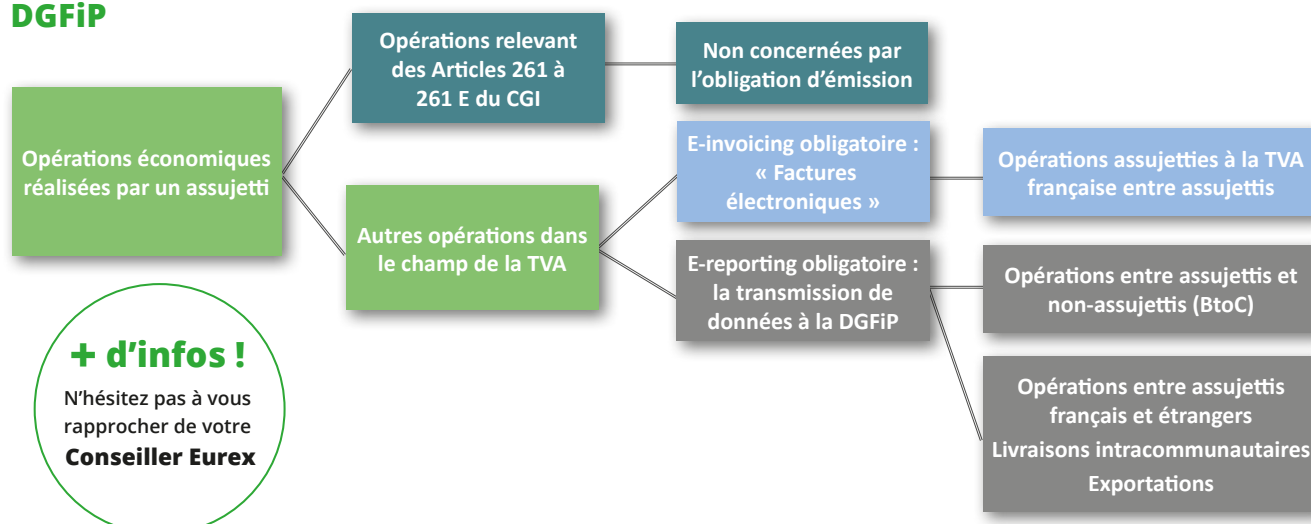 DGFiP
Opérations économiques
réalisées par un assujetti
Opérations relevant
des Articles 261 à
261 E du CGI
Non concernées par
l'obligation d'émission
Autres opérations dans
le champ de la TVA
E-invoicing obligatoire :
« Factures
électroniques »
Opérations assujetties à la TVA
française entre assujettis
E-reporting obligatoire :
la transmission de
données à la DGFiP
Opérations entre assujettis et
non-assujettis (BtoC)
Opérations entre assujettis
français et étrangers
Livraisons intracommunautaires
Exportations
+ d'infos !
N'hésitez pas à vous
rapprocher de votre
Conseiller Eurex